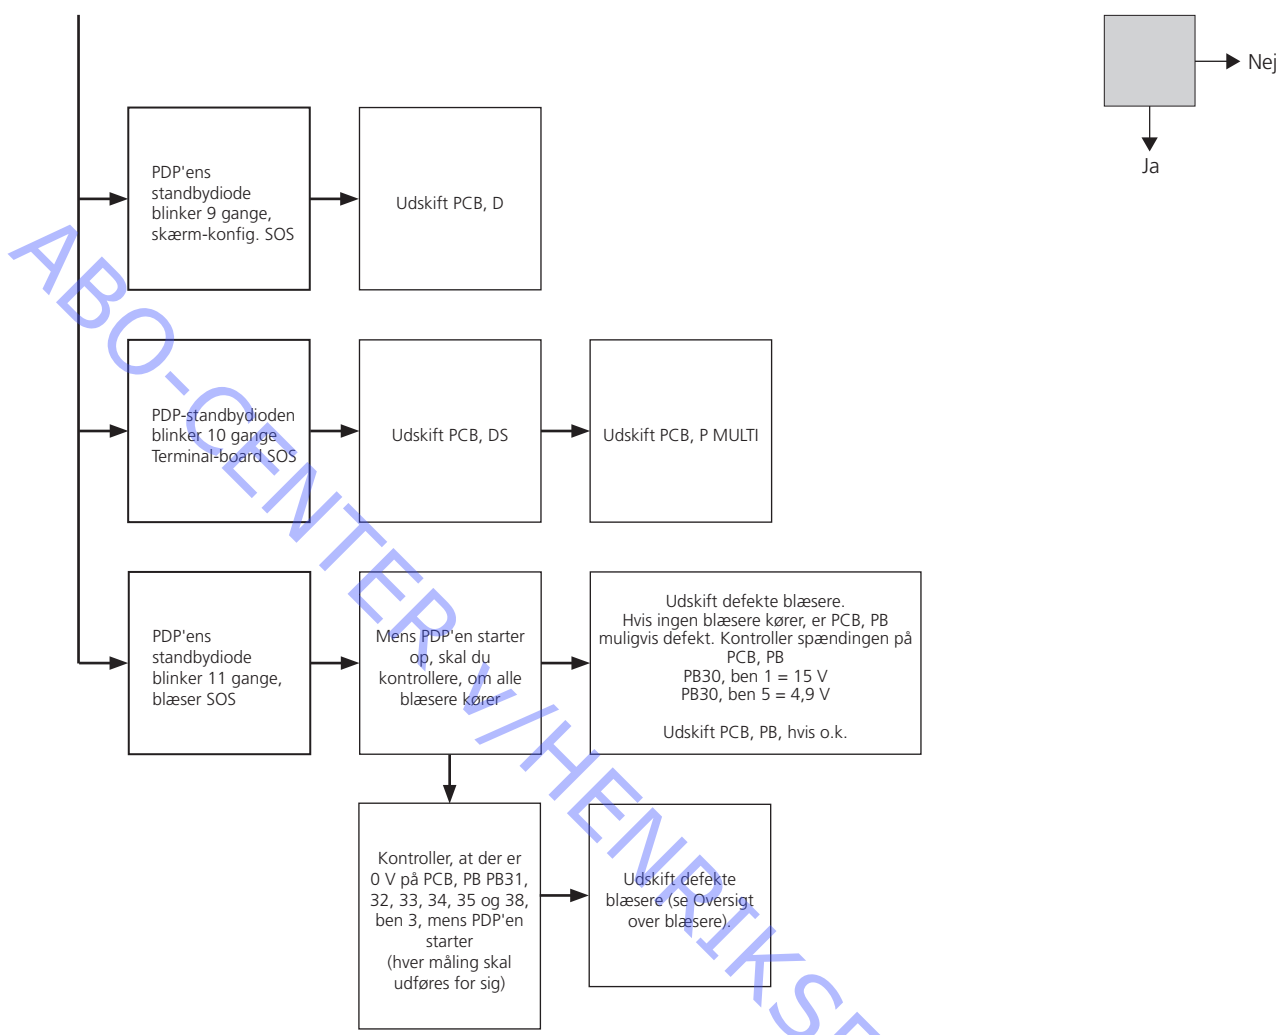 Nej
Ja
PDP'ens
standbydiode
blinker 9 gange,
skærm-konfig. SOS
Udskift PCB, D
PDP-standbydioden
blinker 10 gange
Terminal-board SOS
Udskift PCB, DS
Udskift PCB, P MULTI
PDP'ens
standbydiode
blinker 11 gange,
blæser SOS
Mens PDP'en starter
op, skal du
kontrollere, om alle
blæsere kører
Udskift defekte blæsere.
Hvis ingen blæsere kører, er PCB, PB
muligvis defekt. Kontroller spændingen på
PCB, PB
PB30, ben 1 = 15 V
PB30, ben 5 = 4,9 V
Udskift PCB, PB, hvis o.k.
Kontroller, at der er
0 V på PCB, PB PB31,
32, 33, 34, 35 og 38,
ben 3, mens PDP'en
starter
(hver måling skal
udføres for sig)
Udskift defekte
blæsere (se Oversigt
over blæsere).
ABO-CENTER v/HENRIKSE